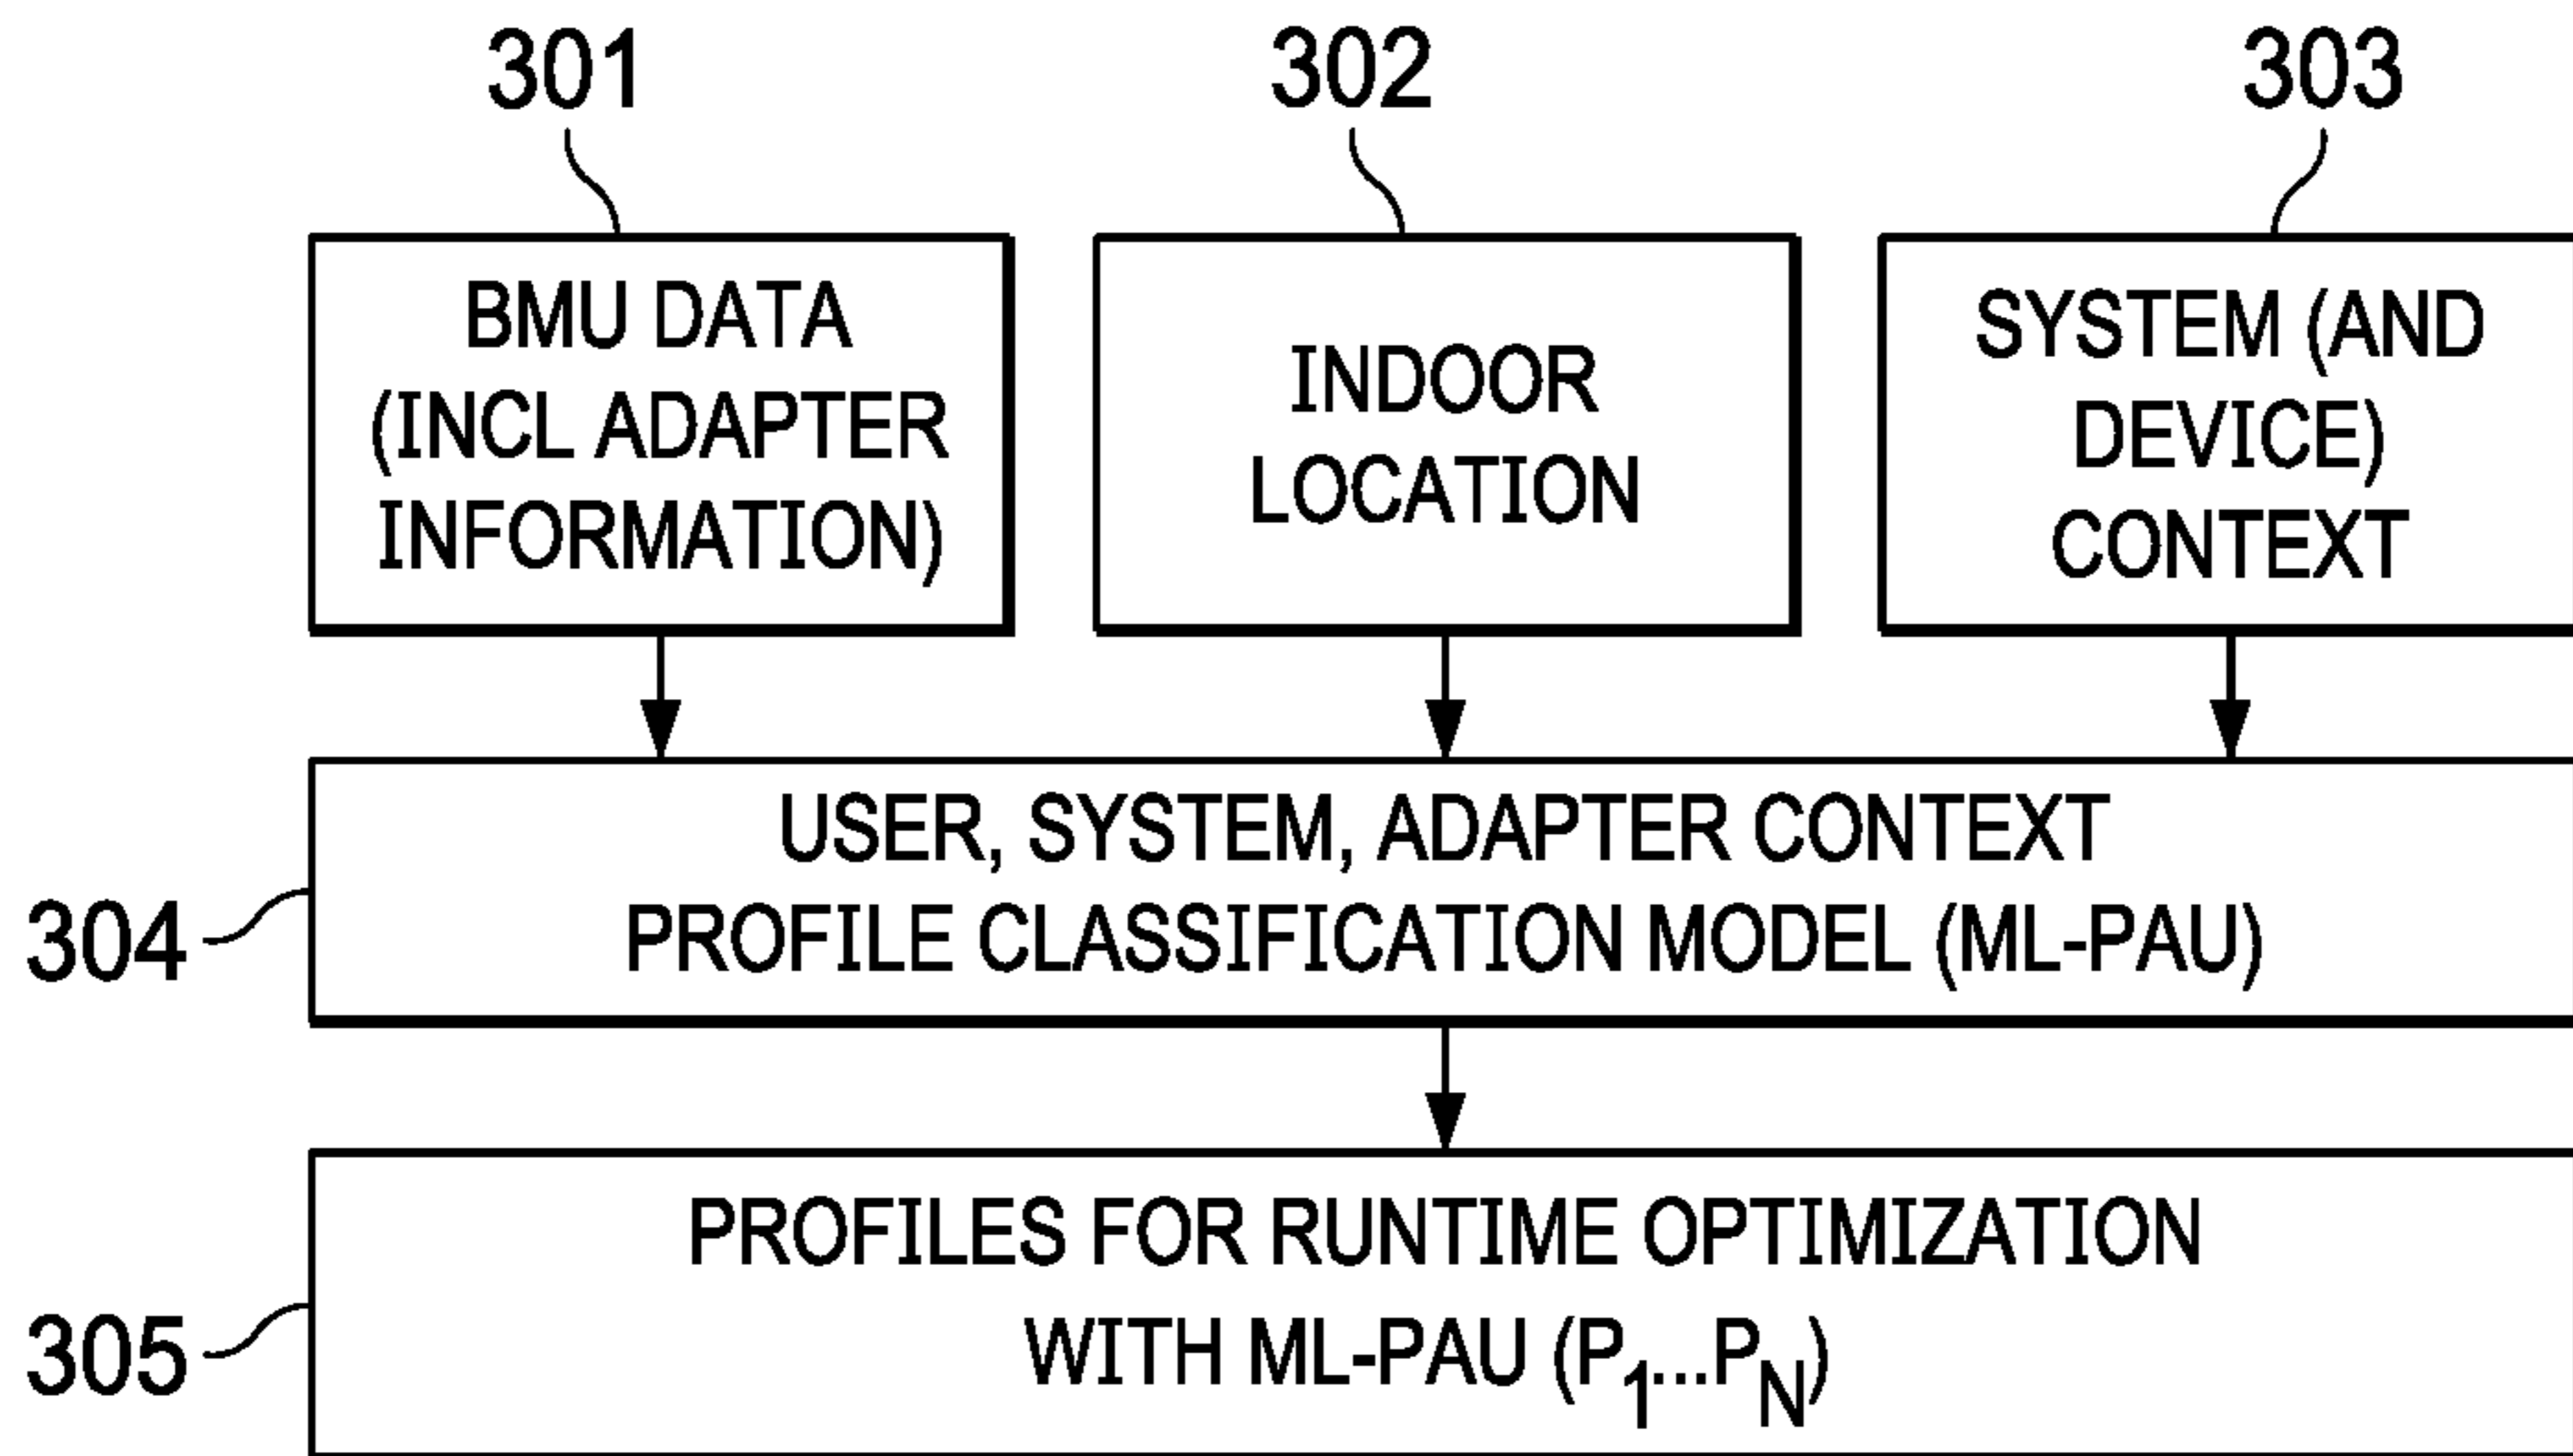 301
302
303
BMU DATA
(INCL ADAPTER
INFORMATION)
INDOOR
LOCATION
SYSTEM (AND
DEVICE)
CONTEXT
304
USER, SYSTEM, ADAPTER CONTEXT
PROFILE CLASSIFICATION MODEL (ML-PAU)
305
PROFILES FOR RUNTIME OPTIMIZATION
WITH ML-PAU (P1...PN)